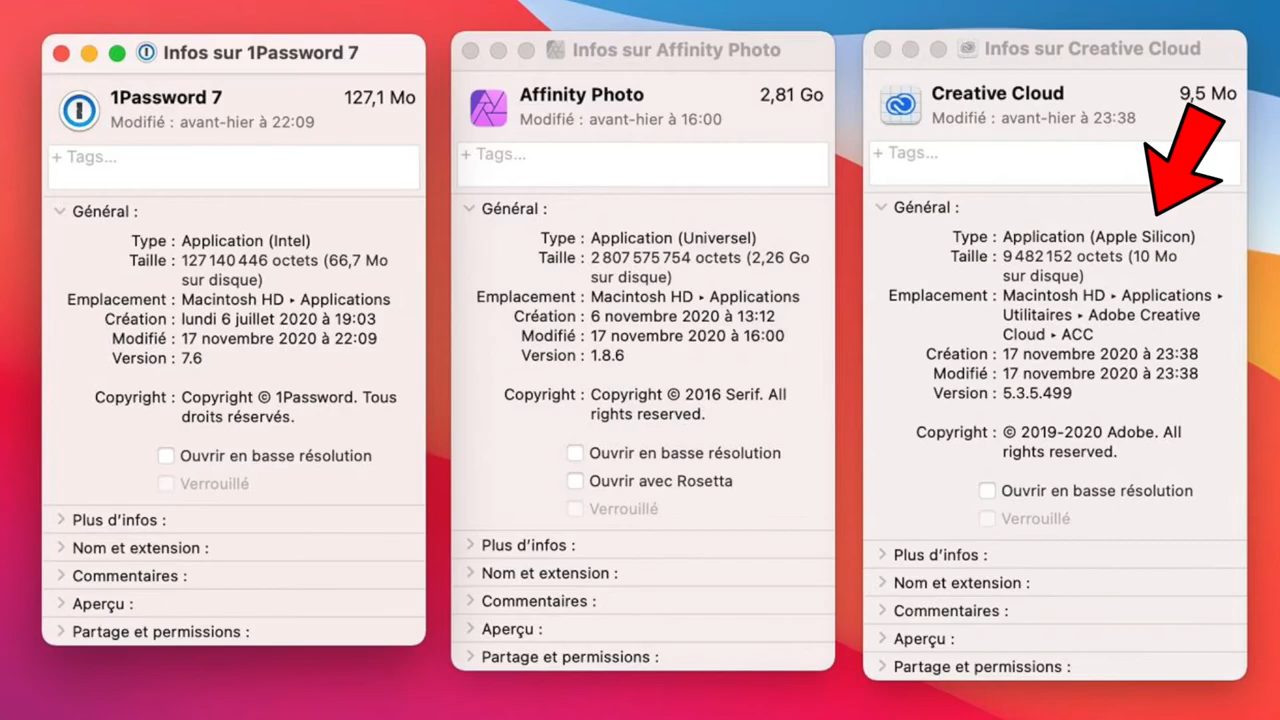 Infos sur 1Password 7
1Password 7
127,1 Mo
Modifié : avant-hier à 22:09
+ Tags...
Général :
Type : Application (Intel)
Taille : 127 140 446 octets (66,7 Mo
sur disque)
Emplacement : Macintosh HD ▸ Applications
Création : lundi 6 juillet 2020 à 19:03
Modifié : 17 novembre 2020 à 22:09
Version : 7.6
Copyright : Copyright © 1Password. Tous
droits réservés.
Ouvrir en basse résolution
Verrouillé
Plus d'infos :
Nom et extension :
Commentaires :
Aperçu :
Partage et permissions :
Infos sur Affinity Photo
Affinity Photo
2,81 Go
Modifié : avant-hier à 16:00
+ Tags...
Général :
Type : Application (Universel)
Taille : 2 807 575 754 octets (2,26 Go
sur disque)
Emplacement : Macintosh HD ▸ Applications
Création : 6 novembre 2020 à 13:12
Modifié : 17 novembre 2020 à 16:00
Version : 1.8.6
Copyright : Copyright © 2016 Serif. All
rights reserved.
Ouvrir en basse résolution
Ouvrir avec Rosetta
Verrouillé
Plus d'infos :
Nom et extension :
Commentaires :
Aperçu :
Partage et permissions :
Infos sur Creative Cloud
Creative Cloud
9,5 Mo
Modifié : avant-hier à 23:38
+ Tags...
Général :
Type : Application (Apple Silicon)
Taille : 9 482 152 octets (10 Mo
sur disque)
Emplacement : Macintosh HD ▸ Applications ▸
Utilitaires ▸ Adobe Creative
Cloud ▸ ACC
Création : 17 novembre 2020 à 23:38
Modifié : 17 novembre 2020 à 23:38
Version : 5.3.5.499
Copyright : © 2019-2020 Adobe. All
rights reserved.
Ouvrir en basse résolution
Verrouillé
Plus d'infos :
Nom et extension :
Commentaires :
Aperçu :
Partage et permissions :